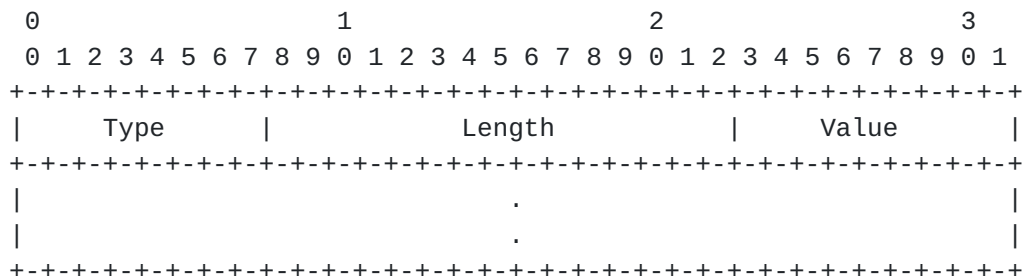 0                   1                   2                   3
 0 1 2 3 4 5 6 7 8 9 0 1 2 3 4 5 6 7 8 9 0 1 2 3 4 5 6 7 8 9 0 1
+-+-+-+-+-+-+-+-+-+-+-+-+-+-+-+-+-+-+-+-+-+-+-+-+-+-+-+-+-+-+-+-+
|     Type      |            Length           |     Value       |
+-+-+-+-+-+-+-+-+-+-+-+-+-+-+-+-+-+-+-+-+-+-+-+-+-+-+-+-+-+-+-+-+
|                               .                               |
|                               .                               |
+-+-+-+-+-+-+-+-+-+-+-+-+-+-+-+-+-+-+-+-+-+-+-+-+-+-+-+-+-+-+-+-+